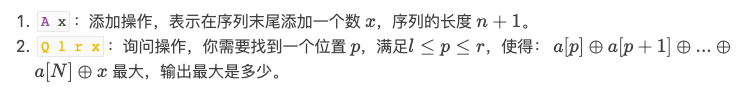 1. A x：添加操作，表示在序列末尾添加一个数 x，序列的长度 n + 1。
2. Q l r x：询问操作，你需要找到一个位置 p，满足l ≤ p ≤ r，使得：a[p] ⊕ a[p + 1] ⊕ ... ⊕
a[N] ⊕ x 最大，输出最大是多少。